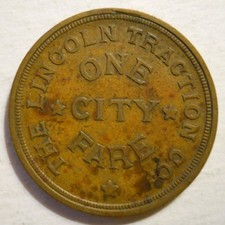 THE LINCOLN TRACTION CO.
ONE
CITY
FARE